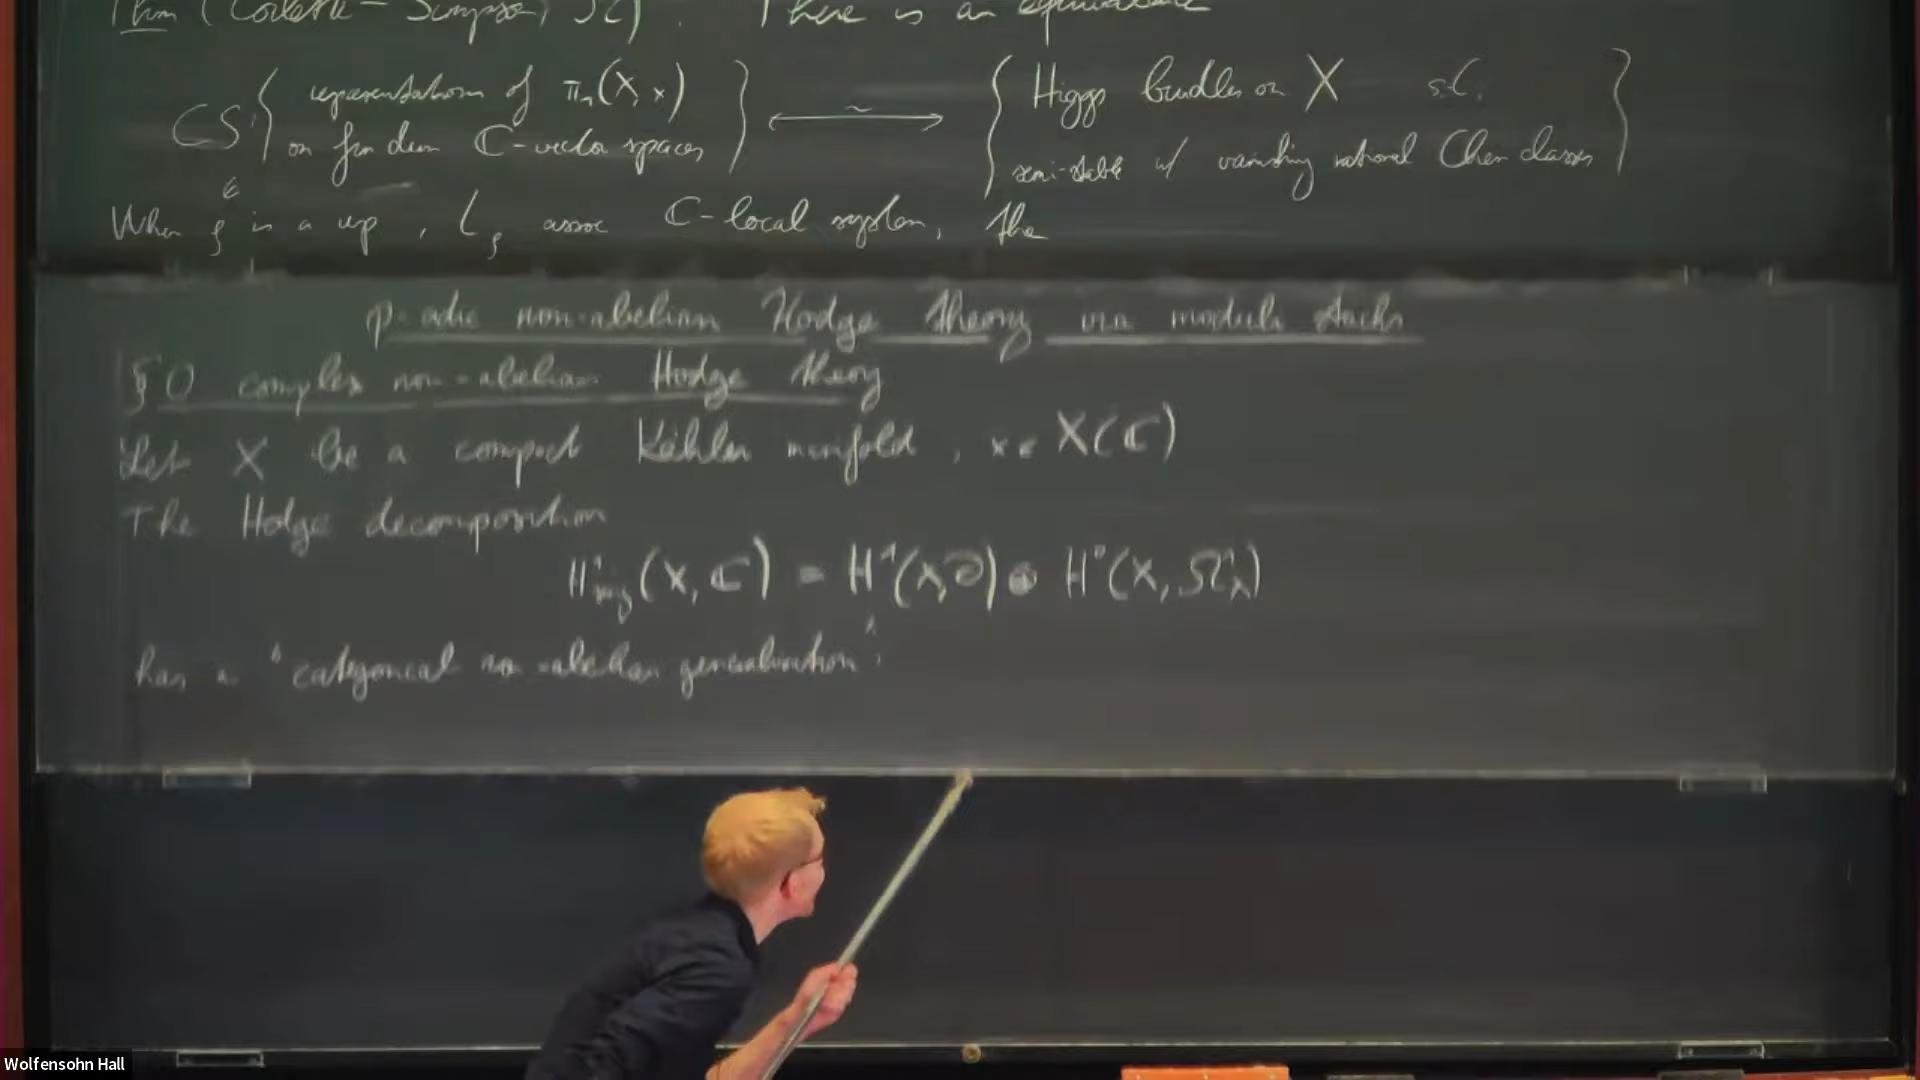 Thm (Corlette - Simpson, ). There is an equivalence
CS: { representations of π₁(X, x) on fin dim ℂ-vector spaces } ⟷~ { Higgs bundles on X s.t. semi-stable w/ vanishing rational Chern classes }
When ρ is a rep, L_ρ assoc ℂ-local system, the
p-adic non-abelian Hodge theory via moduli stacks
§0 complex non-abelian Hodge theory
Let X be a compact Kähler manifold, x ∈ X(ℂ)
The Hodge decomposition
H¹_sing(X, ℂ) = H¹(X, O) ⊕ H⁰(X, Ω¹_X)
has a "categorical non-abelian generalisation":
Wolfensohn Hall